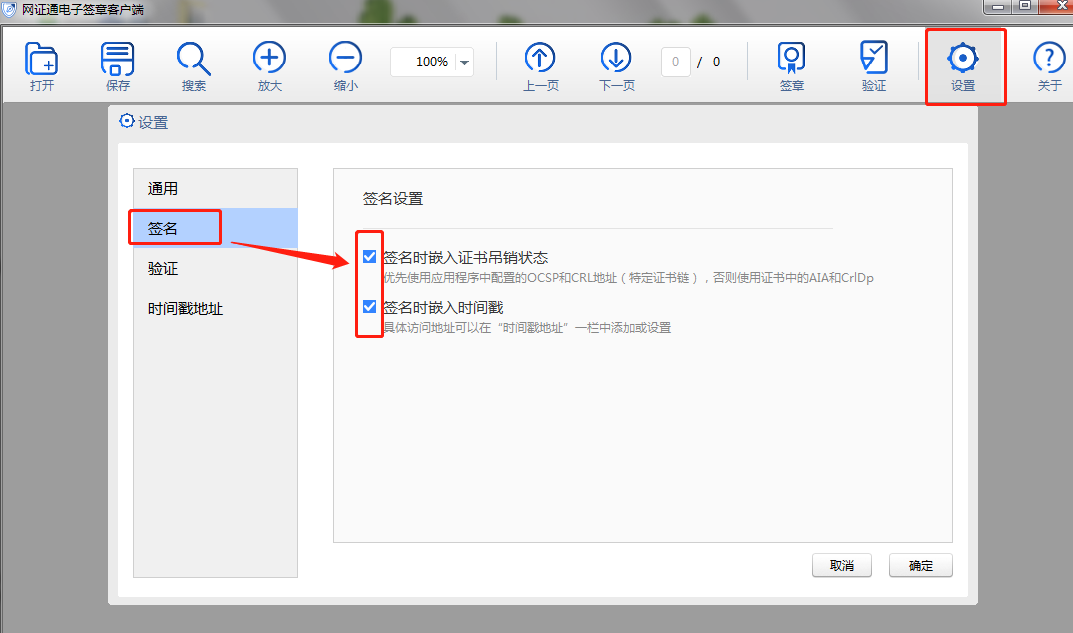 网证通电子签章客户端
打开 保存 搜索 放大 缩小 100% 上一页 下一页 0 / 0 签章 验证 设置 关于
设置
通用
签名
验证
时间戳地址
签名设置
签名时嵌入证书吊销状态
优先使用应用程序中配置的OCSP和CRL地址（特定证书链），否则使用证书中的AIA和CrlDp
签名时嵌入时间戳
具体访问地址可以在“时间戳地址”一栏中添加或设置
取消 确定